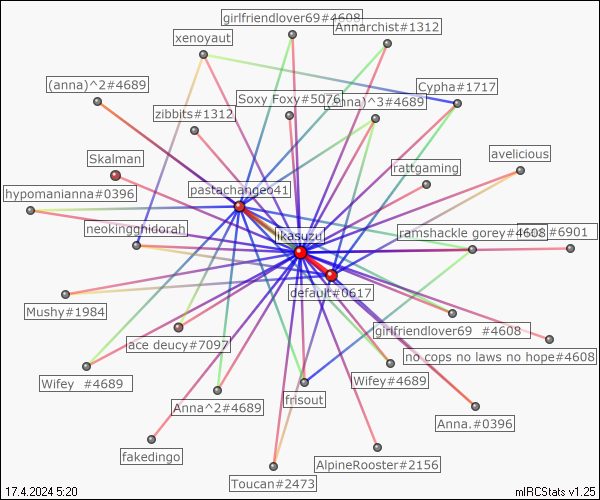 girlfriendlover69#4608
Annarchist#1312
xenoyaut
(anna)^2#4689
Cypha#1717
Soxy Foxy#5076
nna)^3#4689
zibbits#1312
Skalman
avelicious
rattgaming
pastachangeo41
hypomanianna#0396
neokingghidorah
ikasuzu
ramshackle gorey#4608
#6901
default#0617
Mushy#1984
girlfriendlover69 #4608
ace deucy#7097
no cops no laws no hope#4608
Wifey #4689
Wifey#4689
Anna^2#4689
frisout
Anna.#0396
fakedingo
AlpineRooster#2156
Toucan#2473
17.4.2024 5:20
mIRCStats v1.25